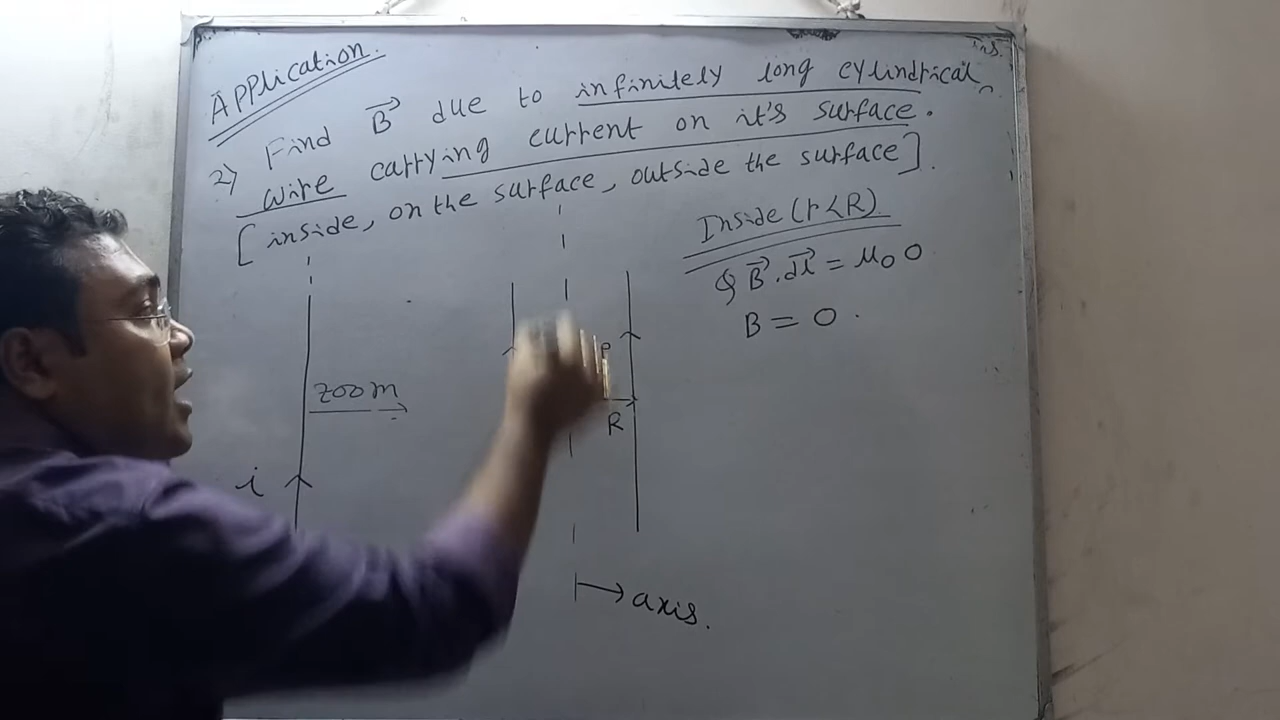 Application.
2) Find B⃗ due to infinitely long cylindrical
wire carrying current on it's surface.
[inside, on the surface, outside the surface].
Inside (r<R)
∮ B⃗.dl⃗ = μ₀ 0
B = 0.
zoom
P
R
i
axis.